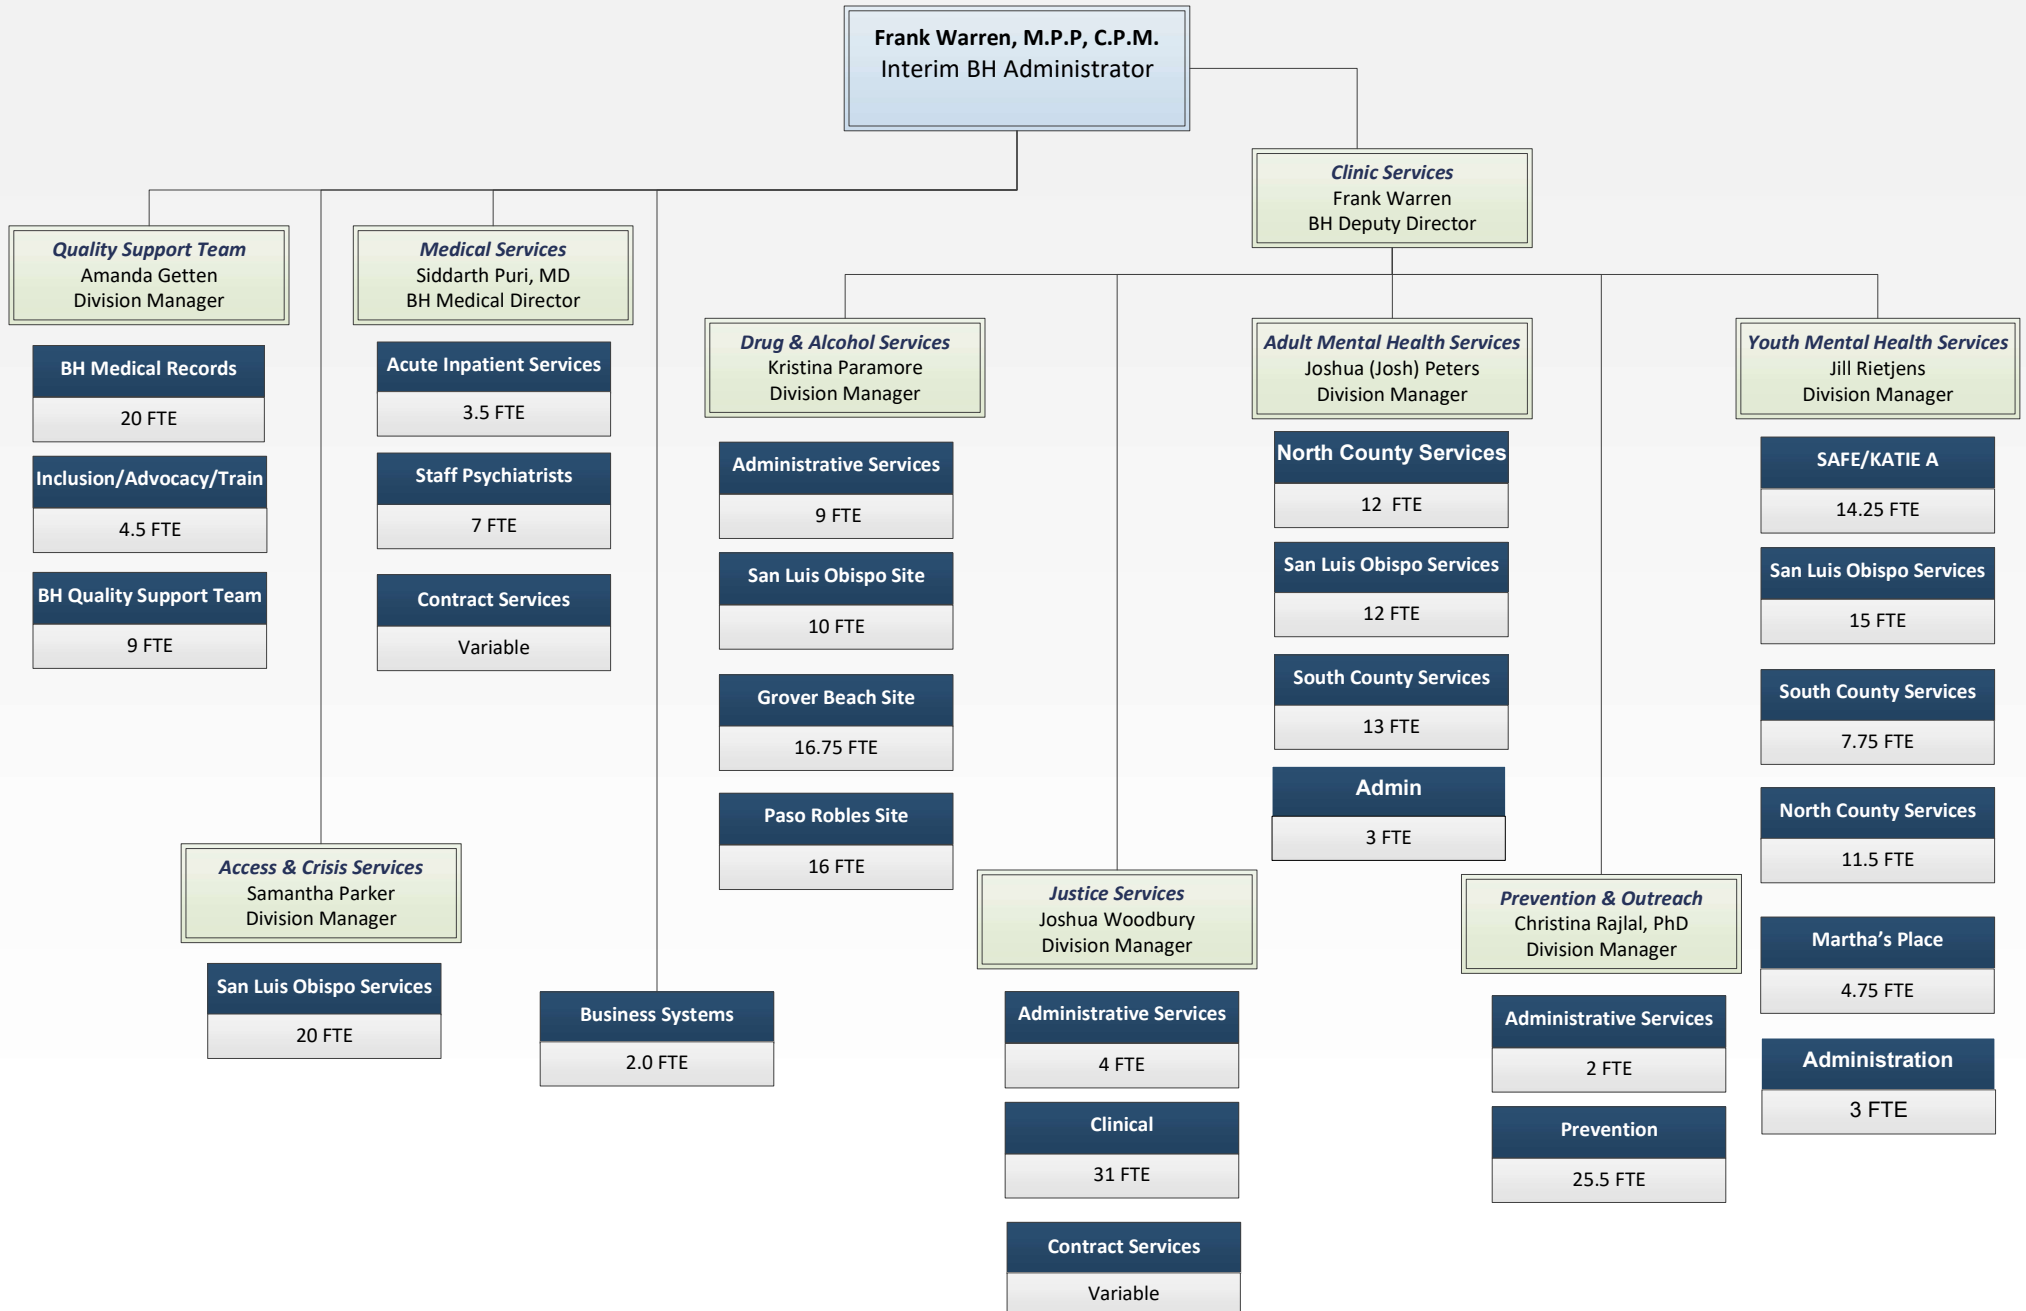 Frank Warren, M.P.P, C.P.M.
Interim BH Administrator
Clinic Services
Frank Warren
BH Deputy Director
Quality Support Team
Amanda Getten
Division Manager
BH Medical Records
20 FTE
Inclusion/Advocacy/Train
4.5 FTE
BH Quality Support Team
9 FTE
Medical Services
Siddarth Puri, MD
BH Medical Director
Acute Inpatient Services
3.5 FTE
Staff Psychiatrists
7 FTE
Contract Services
Variable
Access & Crisis Services
Samantha Parker
Division Manager
San Luis Obispo Services
20 FTE
Business Systems
2.0 FTE
Drug & Alcohol Services
Kristina Paramore
Division Manager
Administrative Services
9 FTE
San Luis Obispo Site
10 FTE
Grover Beach Site
16.75 FTE
Paso Robles Site
16 FTE
Justice Services
Joshua Woodbury
Division Manager
Administrative Services
4 FTE
Clinical
31 FTE
Contract Services
Variable
Adult Mental Health Services
Joshua (Josh) Peters
Division Manager
North County Services
12 FTE
San Luis Obispo Services
12 FTE
South County Services
13 FTE
Admin
3 FTE
Prevention & Outreach
Christina Rajlal, PhD
Division Manager
Administrative Services
2 FTE
Prevention
25.5 FTE
Youth Mental Health Services
Jill Rietjens
Division Manager
SAFE/KATIE A
14.25 FTE
San Luis Obispo Services
15 FTE
South County Services
7.75 FTE
North County Services
11.5 FTE
Martha’s Place
4.75 FTE
Administration
3 FTE